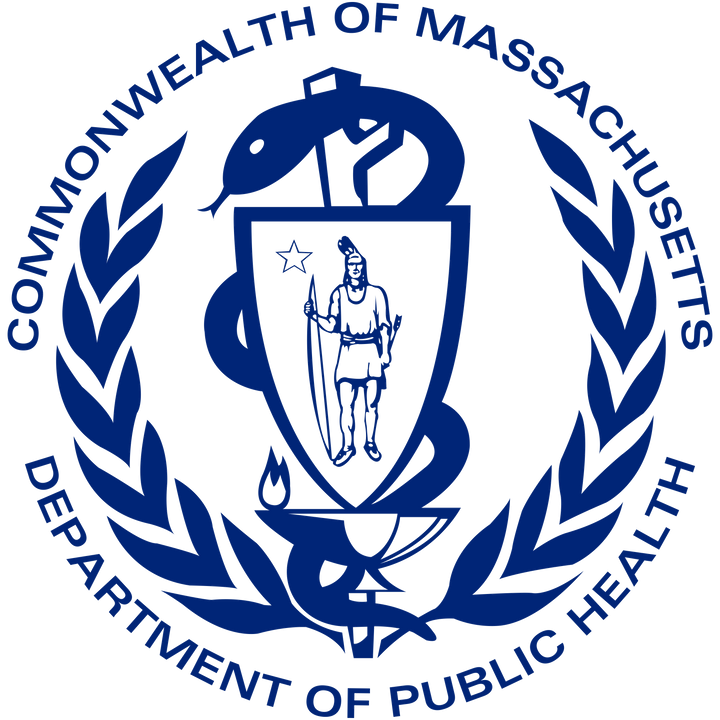 COMMONWEALTH OF MASSACHUSETTS
DEPARTMENT OF PUBLIC HEALTH